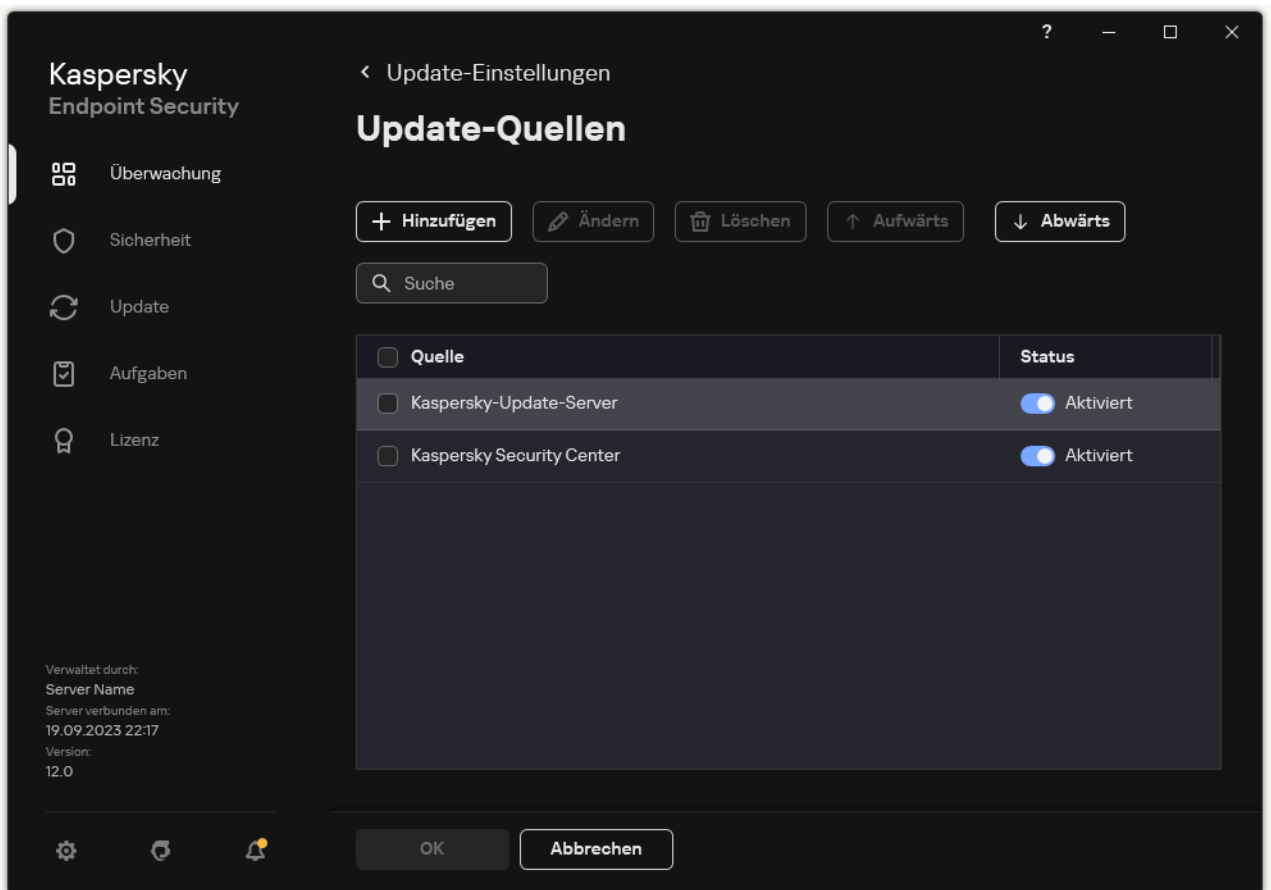 ?
Kaspersky
Endpoint Security
Überwachung
Sicherheit
Update
Aufgaben
Lizenz
Verwaltet durch:
Server Name
Server verbunden am:
19.09.2023 22:17
Version:
12.0
Update-Einstellungen
Update-Quellen
Hinzufügen Ändern Löschen Aufwärts Abwärts
Suche
Quelle Status
Kaspersky-Update-Server Aktiviert
Kaspersky Security Center Aktiviert
OK Abbrechen